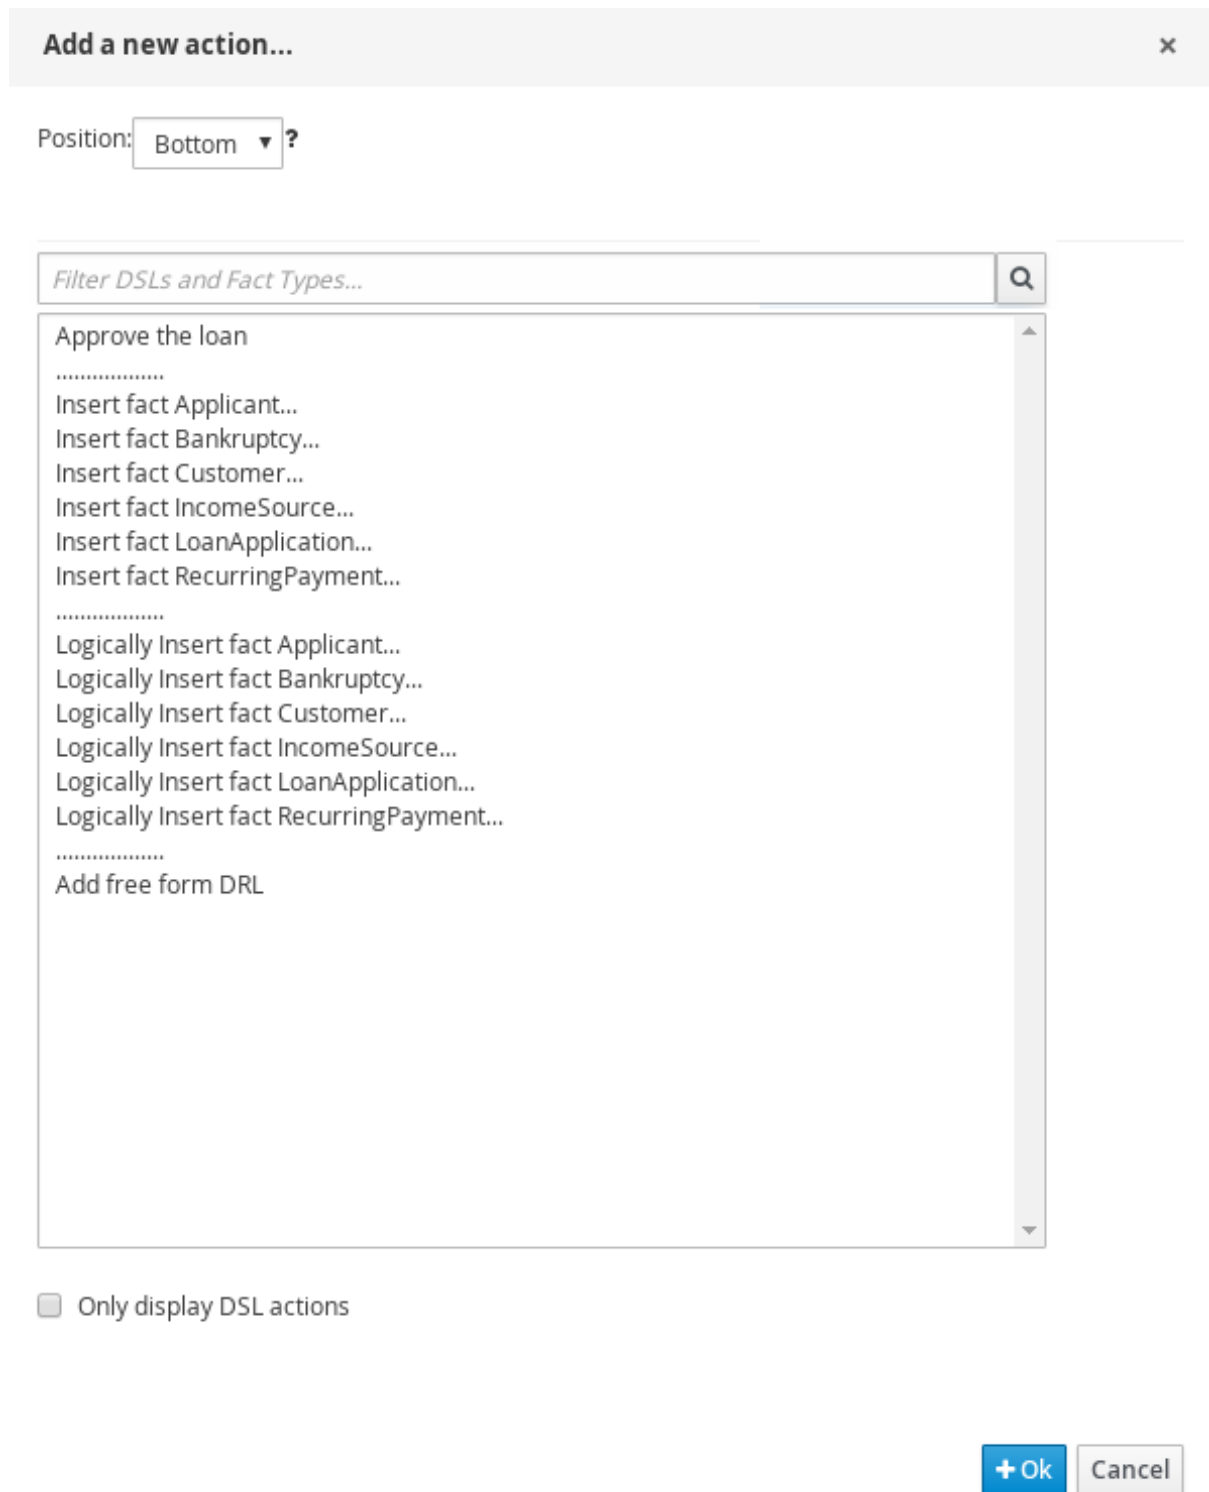 Add a new action...
×
Position: Bottom ?
Filter DSLs and Fact Types...
Approve the loan
..................
Insert fact Applicant...
Insert fact Bankruptcy...
Insert fact Customer...
Insert fact IncomeSource...
Insert fact LoanApplication...
Insert fact RecurringPayment...
..................
Logically Insert fact Applicant...
Logically Insert fact Bankruptcy...
Logically Insert fact Customer...
Logically Insert fact IncomeSource...
Logically Insert fact LoanApplication...
Logically Insert fact RecurringPayment...
..................
Add free form DRL
Only display DSL actions
+ Ok Cancel